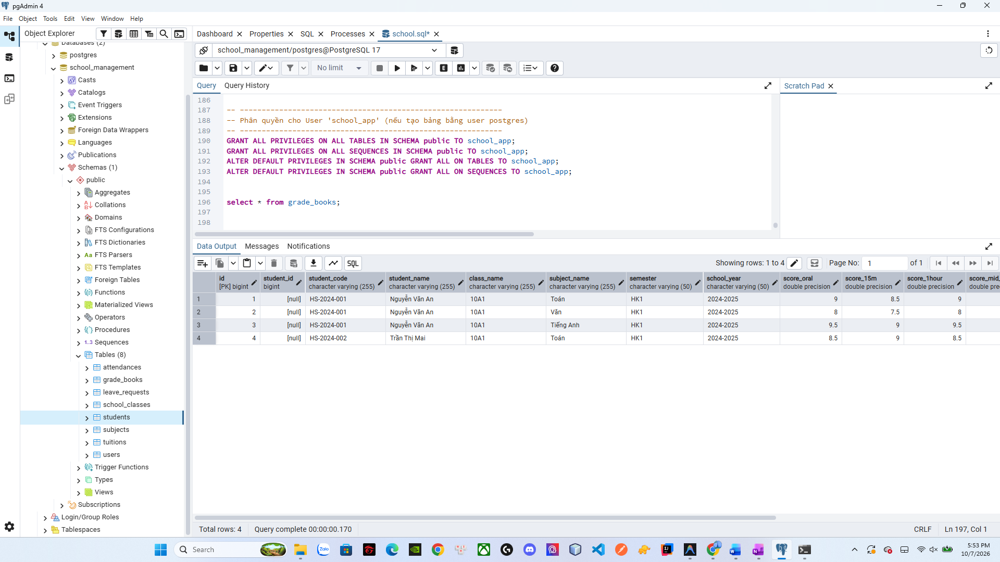 pgAdmin 4
File Object Tools Edit View Window Help
Object Explorer
Dashboard Properties SQL Processes school.sql*
Databases (2)
postgres
school_management
Casts
Catalogs
Event Triggers
Extensions
Foreign Data Wrappers
Languages
Publications
Schemas (1)
public
Aggregates
Collations
Domains
FTS Configurations
FTS Dictionaries
Aa FTS Parsers
FTS Templates
Foreign Tables
Functions
Materialized Views
Operators
Procedures
1..3 Sequences
Tables (8)
attendances
grade_books
leave_requests
school_classes
students
subjects
tuitions
users
Trigger Functions
Types
Views
Subscriptions
Login/Group Roles
Tablespaces
school_management/postgres@PostgreSQL 17
No limit
E
Query Query History
Scratch Pad
186
187 -- ------------------------------------------------------------
188 -- Phân quyền cho User 'school_app' (nếu tạo bảng bằng user postgres)
189 -- ------------------------------------------------------------
190 GRANT ALL PRIVILEGES ON ALL TABLES IN SCHEMA public TO school_app;
191 GRANT ALL PRIVILEGES ON ALL SEQUENCES IN SCHEMA public TO school_app;
192 ALTER DEFAULT PRIVILEGES IN SCHEMA public GRANT ALL ON TABLES TO school_app;
193 ALTER DEFAULT PRIVILEGES IN SCHEMA public GRANT ALL ON SEQUENCES TO school_app;
194
195
196 select * from grade_books;
197
198
Data Output Messages Notifications
SQL Showing rows: 1 to 4 Page No: 1 of 1
id student_id student_code student_name class_name subject_name semester school_year score_oral score_15m score_1hour score_mid_
[PK] bigint bigint character varying (255) character varying (255) character varying (255) character varying (255) character varying (50) character varying (50) double precision double precision double precision double prec
1 1 [null] HS-2024-001 Nguyễn Văn An 10A1 Toán HK1 2024-2025 9 8.5 9
2 2 [null] HS-2024-001 Nguyễn Văn An 10A1 Văn HK1 2024-2025 8 7.5 8
3 3 [null] HS-2024-001 Nguyễn Văn An 10A1 Tiếng Anh HK1 2024-2025 9.5 9 9.5
4 4 [null] HS-2024-002 Trần Thị Mai 10A1 Toán HK1 2024-2025 8.5 9 8.5
Total rows: 4 Query complete 00:00:00.170 CRLF Ln 197, Col 1
Search
Zalo
5:53 PM
10/7/2026